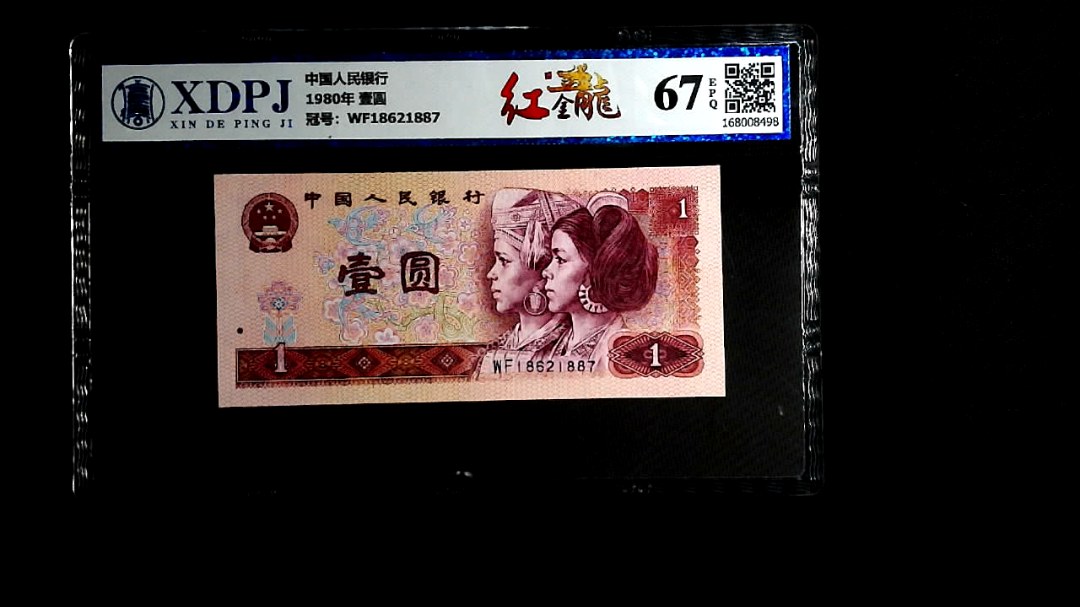 XDPJ
XIN DE PING JI
中国人民银行
1980年 壹圆
冠号：WF18621887
红金龍
67
EPQ
168008498
中国人民银行
1
壹圆
1
WF18621887
1